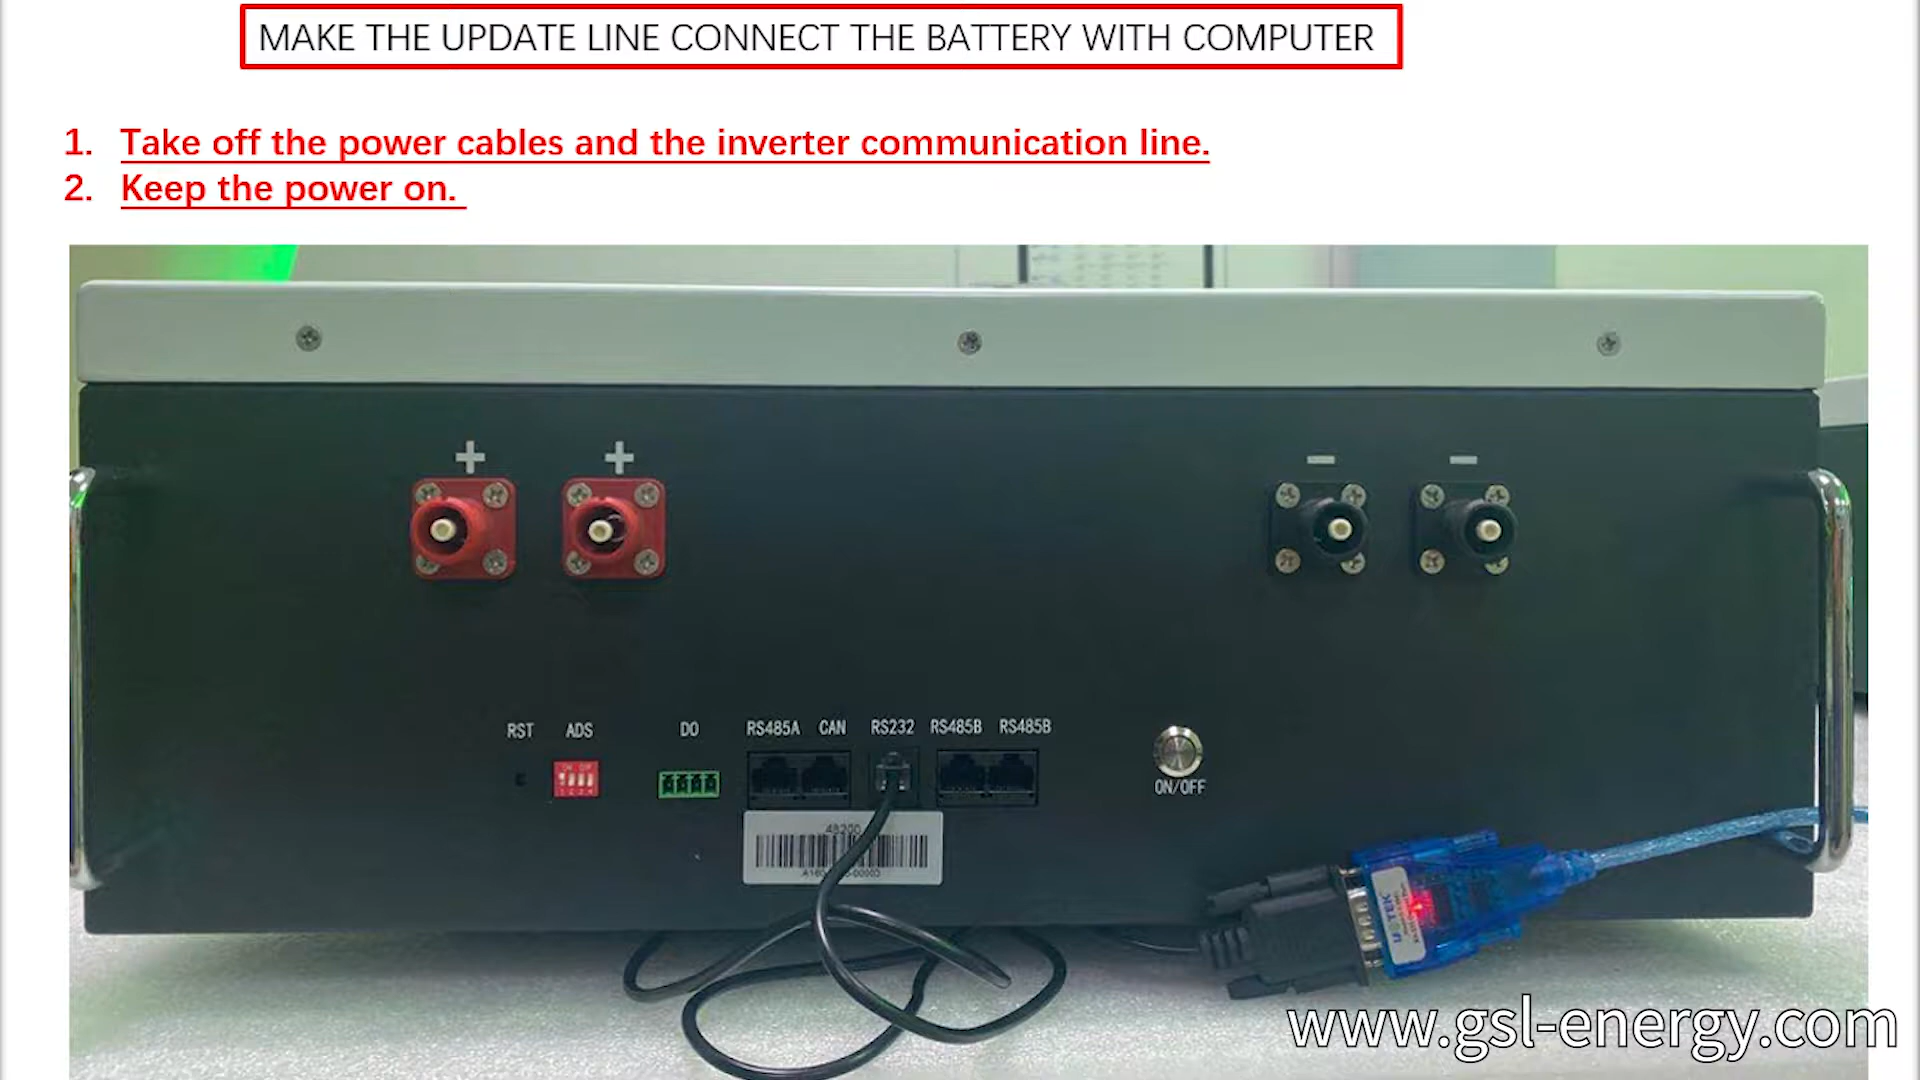 MAKE THE UPDATE LINE CONNECT THE BATTERY WITH COMPUTER
1. Take off the power cables and the inverter communication line.
2. Keep the power on.
+ + - -
RST ADS DO RS485A CAN RS232 RS485B RS485B
ON/OFF
48200
www.gsl-energy.com